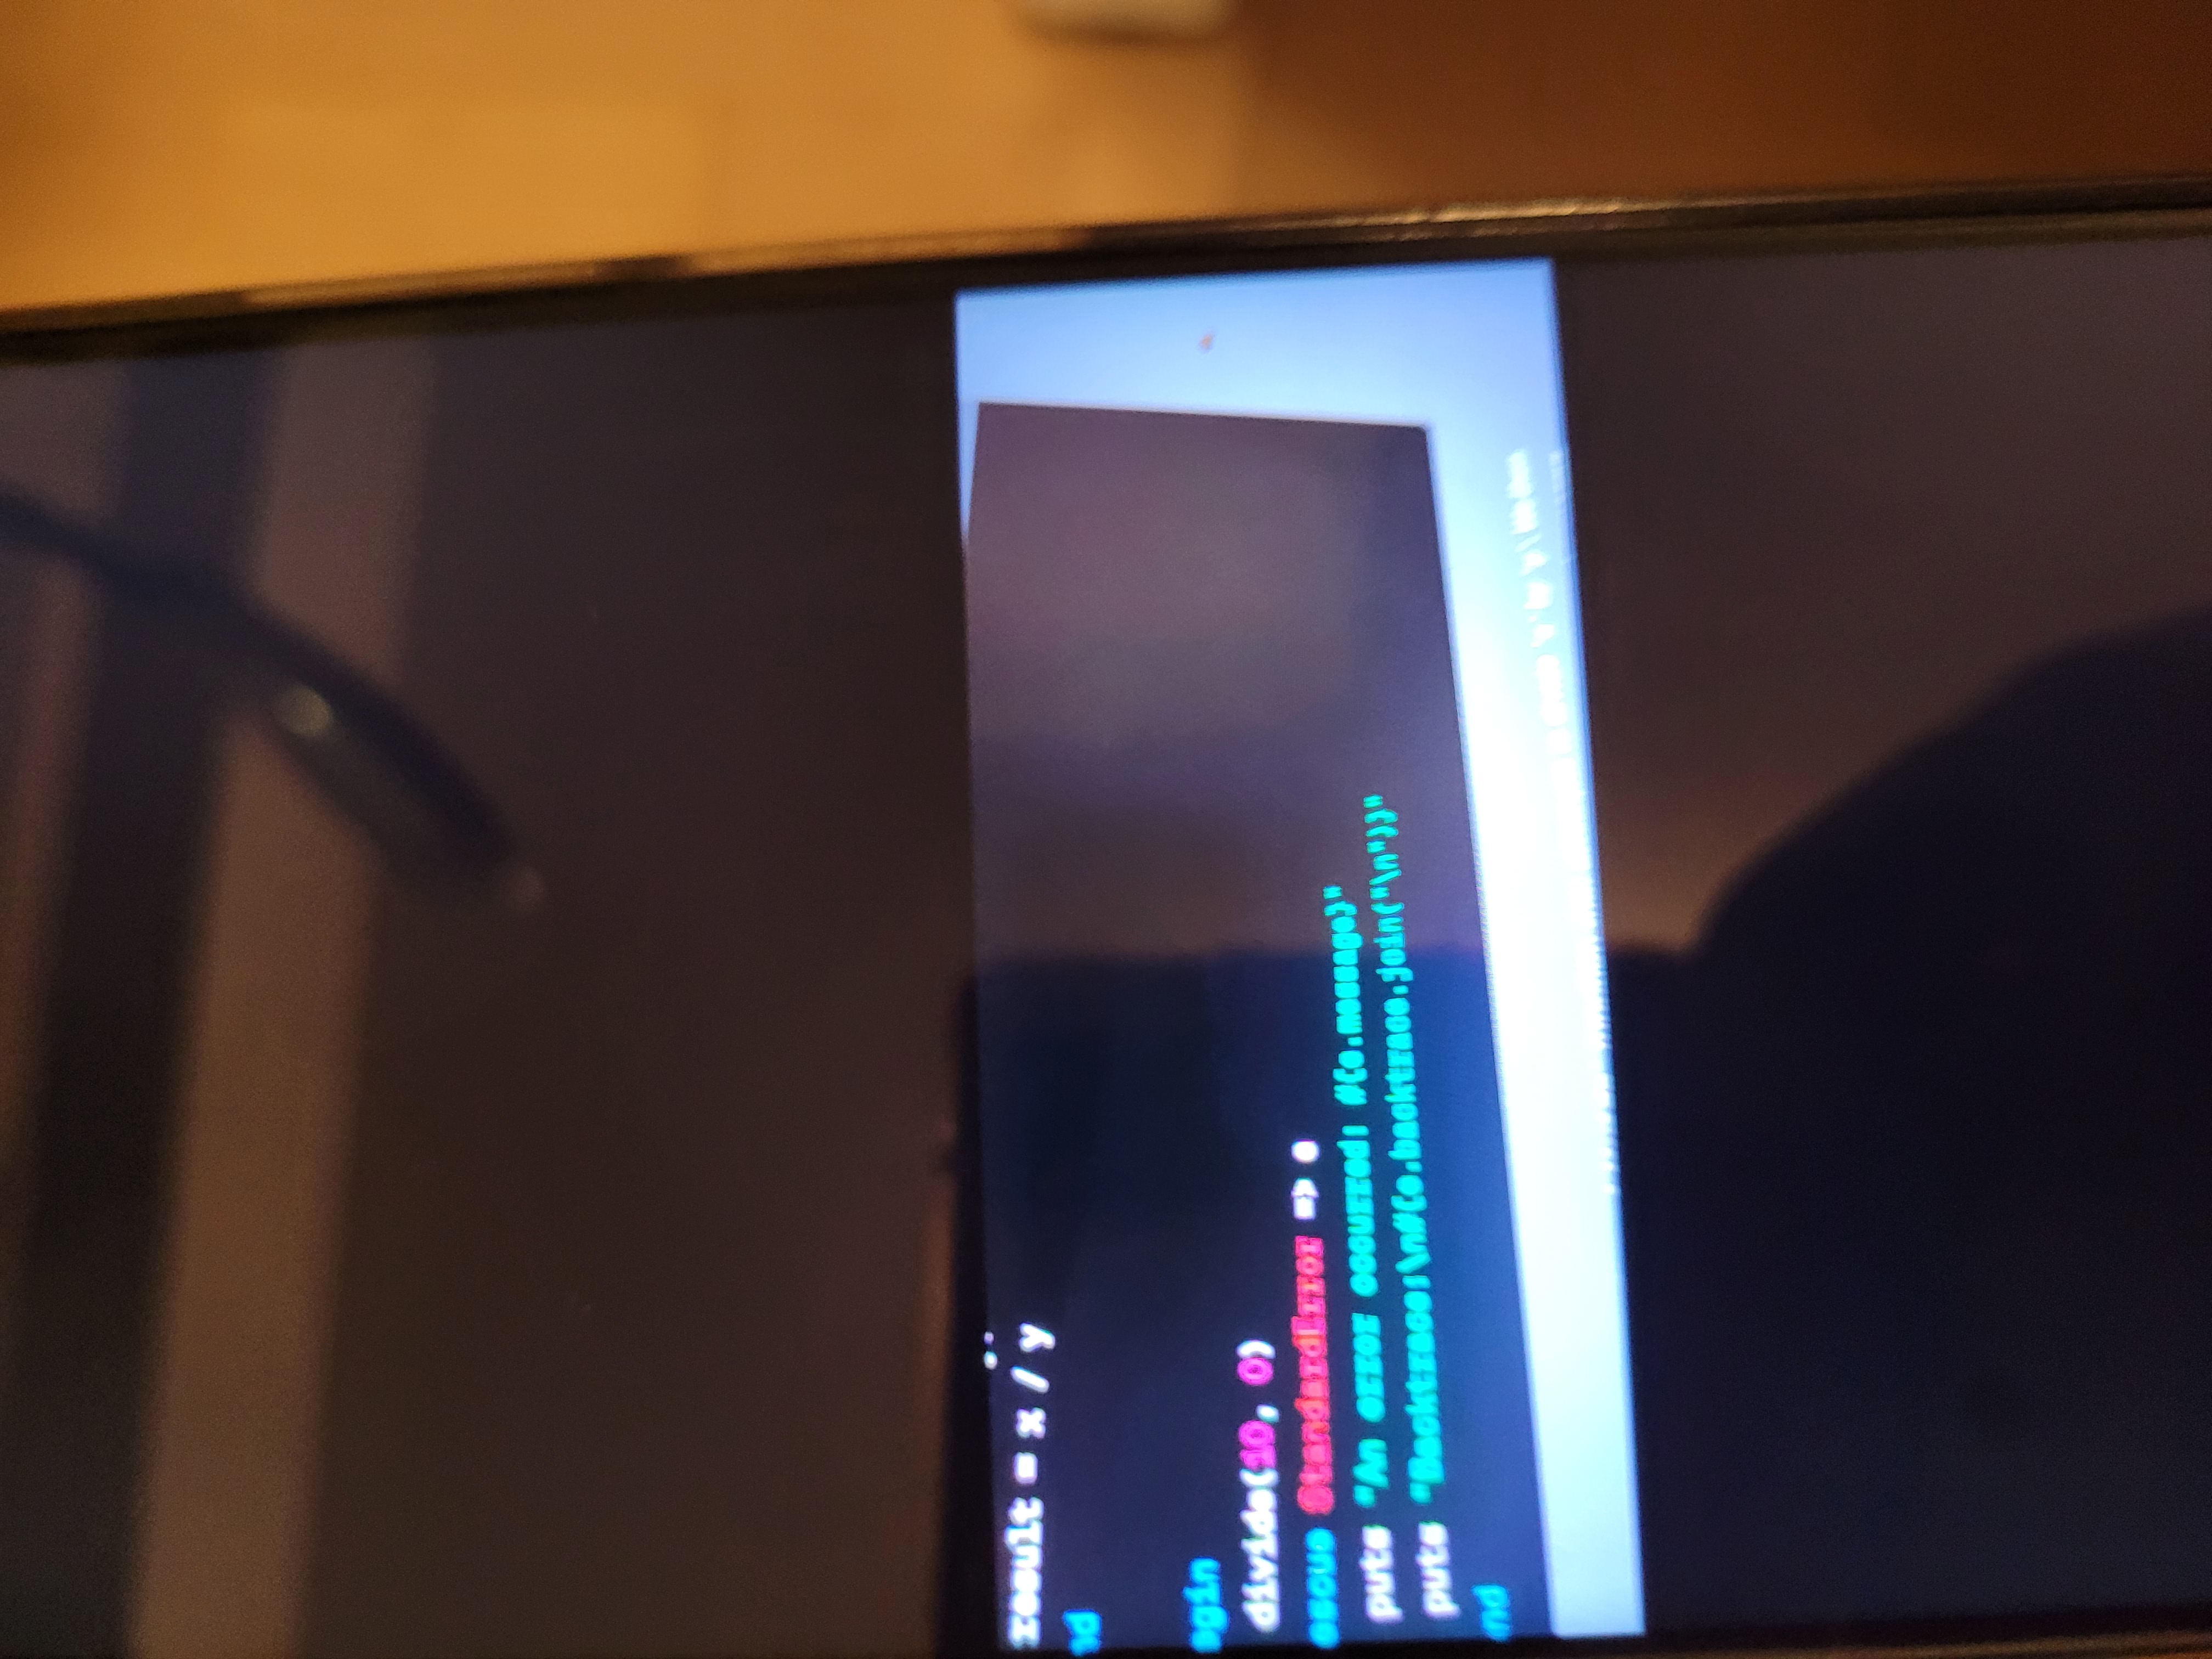 result = x / y
nd
egin
divide(10, 0)
escue StandardError => e
puts "An error occurred: #{e.message}"
puts "Backtrace:\n#{e.backtrace.join("\n")}"
nd